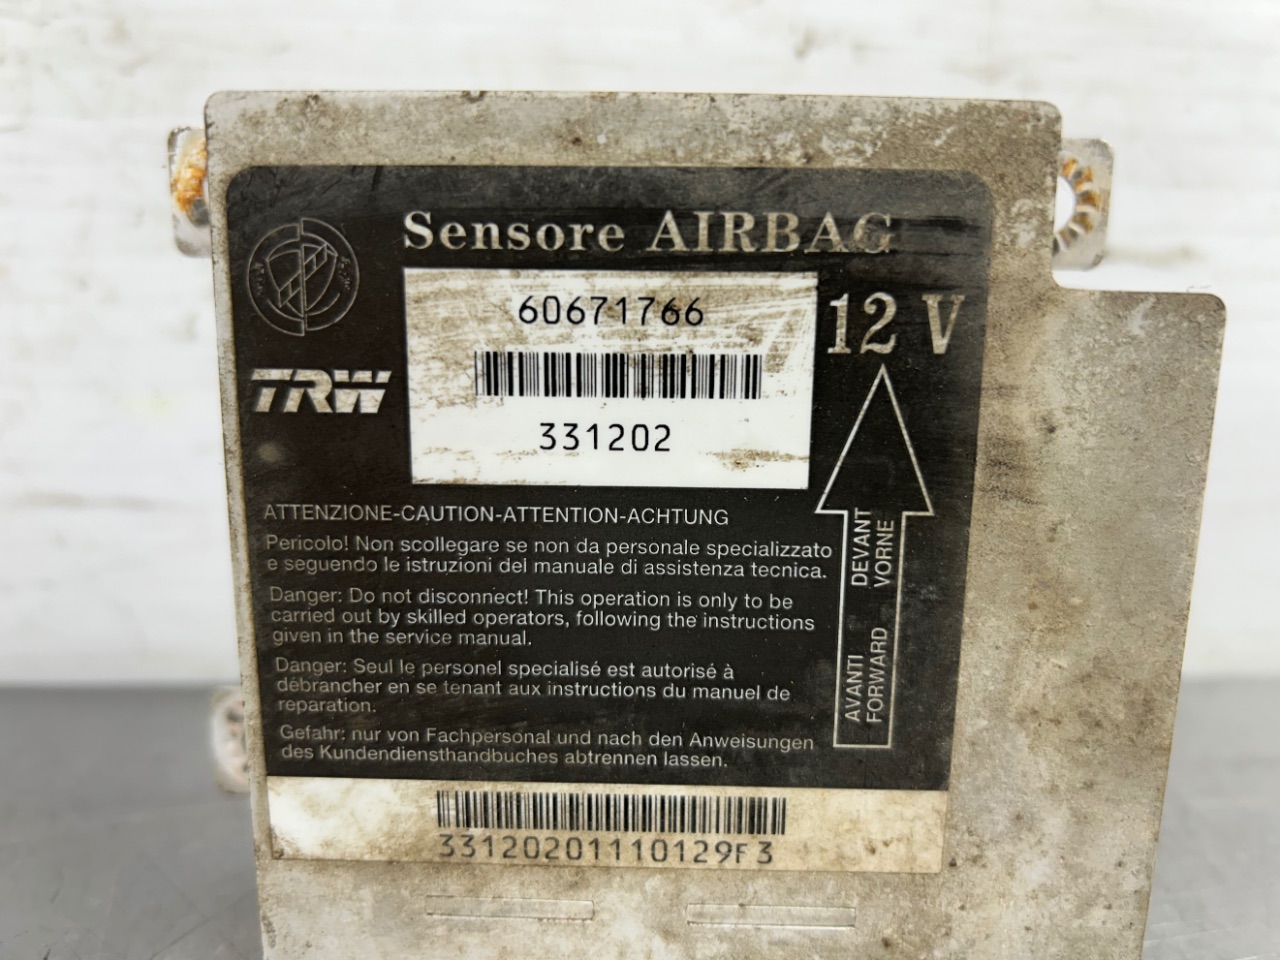 Sensore AIRBAG
60671766
12 V
TRW
331202
ATTENZIONE-CAUTION-ATTENTION-ACHTUNG
Pericolo! Non scollegare se non da personale specializzato
e seguendo le istruzioni del manuale di assistenza tecnica.
Danger: Do not disconnect! This operation is only to be
carried out by skilled operators, following the instructions
given in the service manual.
Danger: Seul le personel specialisé est autorisé à
débrancher en se tenant aux instructions du manuel de
reparation.
Gefahr: nur von Fachpersonal und nach den Anweisungen
des Kundendiensthandbuches abtrennen lassen.
AVANTI DEVANT
FORWARD VORNE
33120201110129F3